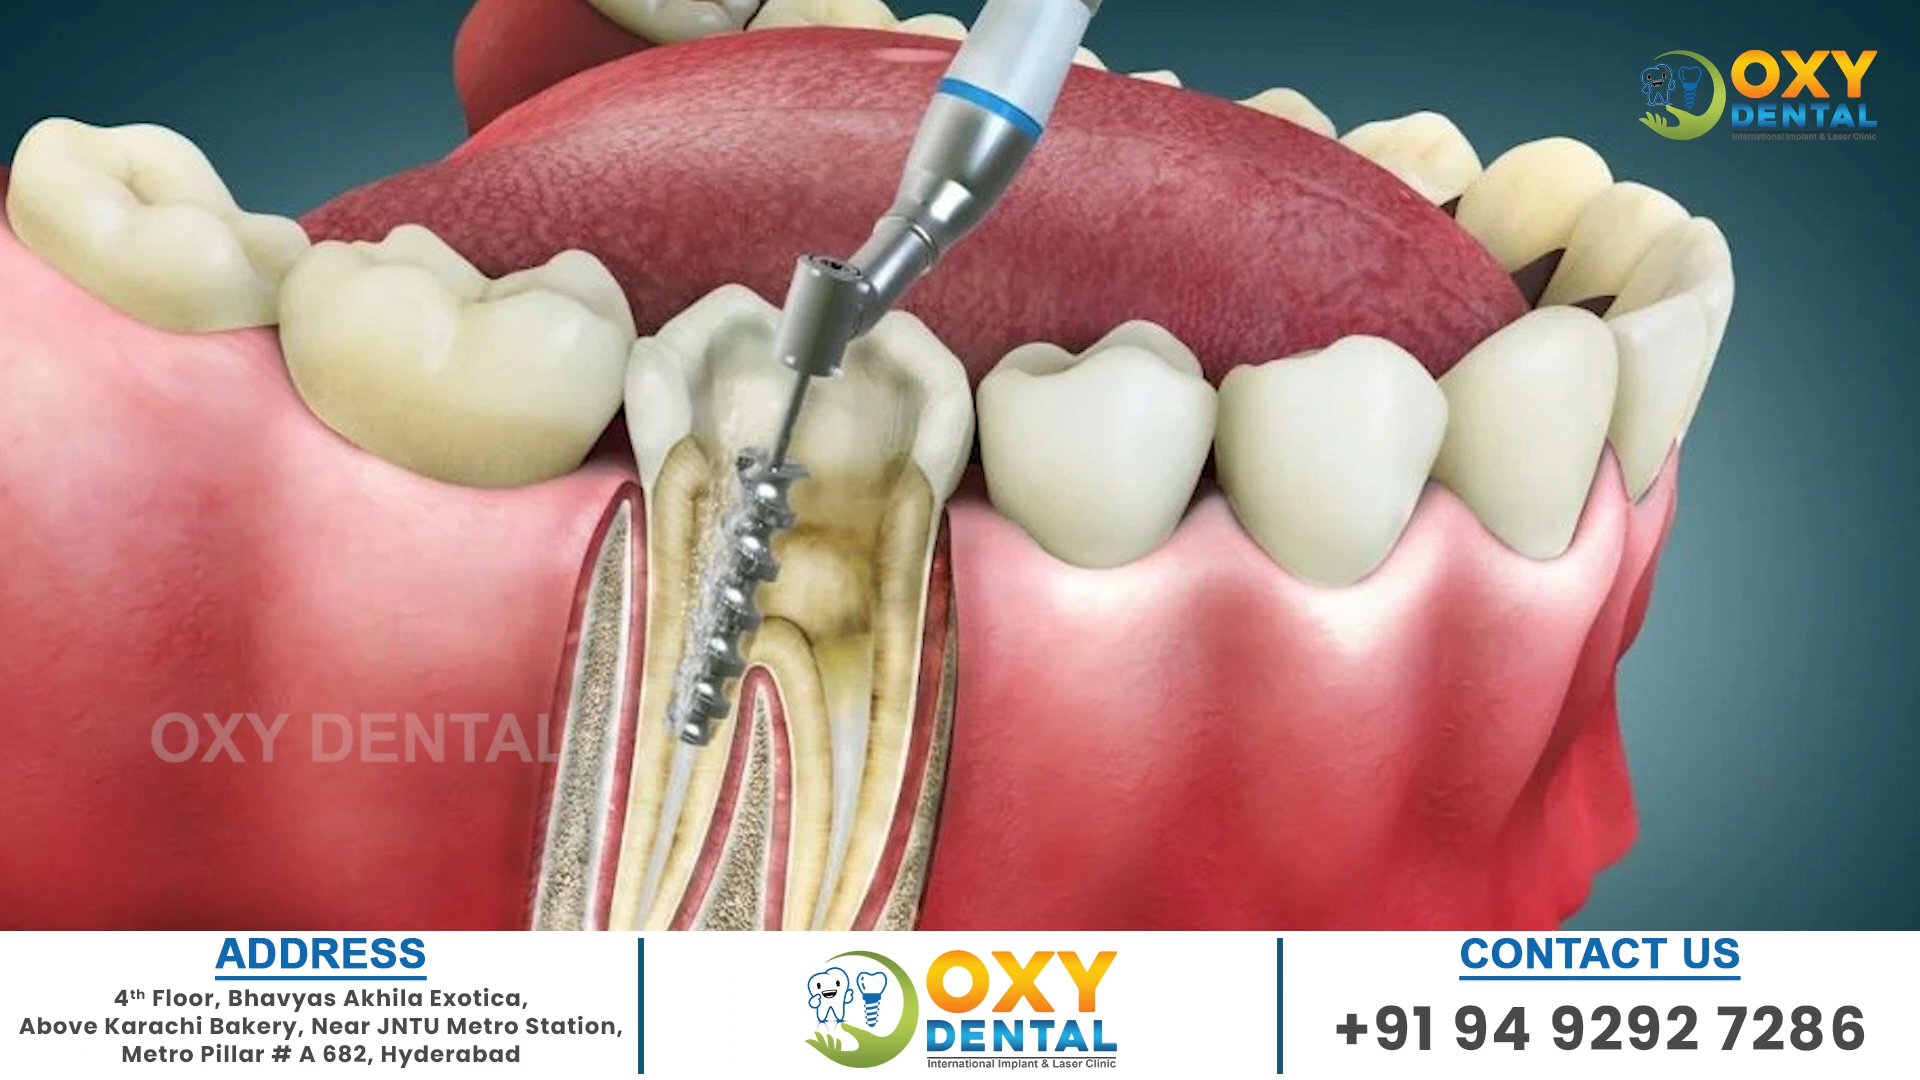 OXY
DENTAL
International Implant & Laser Clinic
OXY DENTAL
ADDRESS
4th Floor, Bhavyas Akhila Exotica,
Above Karachi Bakery, Near JNTU Metro Station,
Metro Pillar # A 682, Hyderabad
OXY
DENTAL
International Implant & Laser Clinic
CONTACT US
+91 94 9292 7286